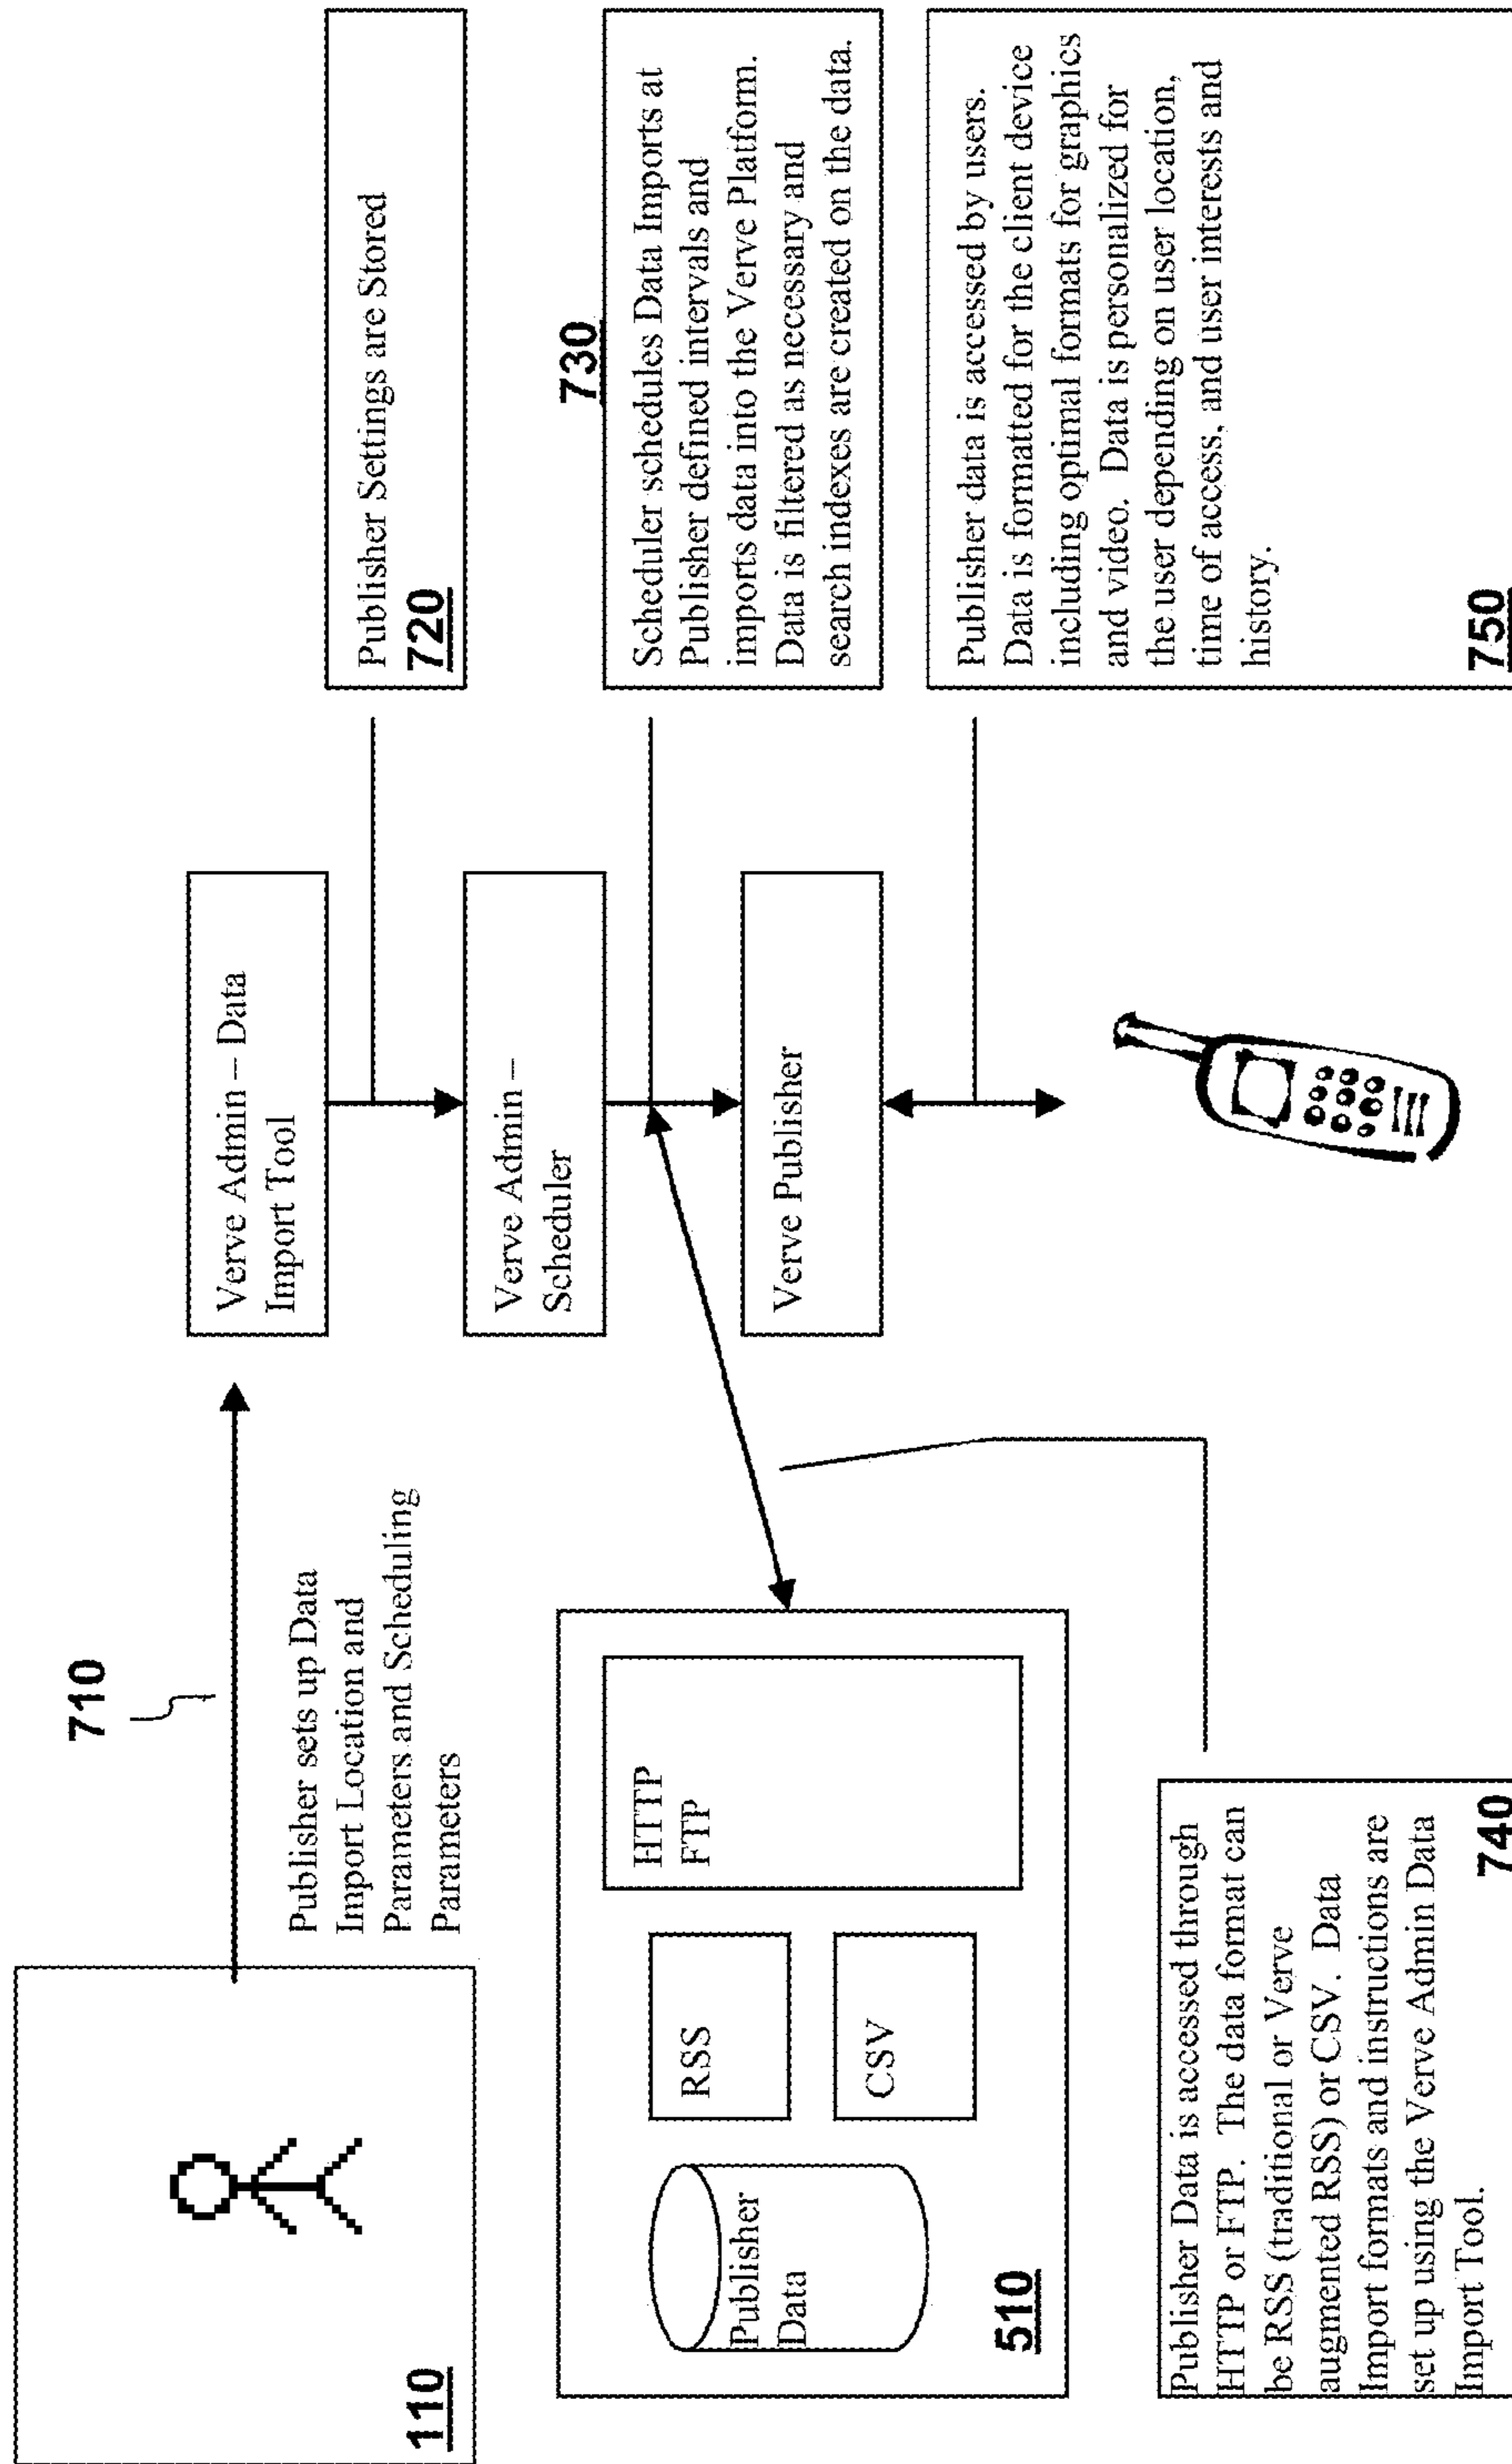 110
710
Publisher sets up Data
Import Location and
Parameters and Scheduling
Parameters
Verve Admin – Data
Import Tool
Publisher Settings are Stored
720
Verve Admin –
Scheduler
730
Scheduler schedules Data Imports at
Publisher defined intervals and
imports data into the Verve Platform.
Data is filtered as necessary and
search indexes are created on the data.
Publisher
Data
RSS
CSV
HTTP
FTP
510
Verve Publisher
Publisher data is accessed by users.
Data is formatted for the client device
including optimal formats for graphics
and video. Data is personalized for
the user depending on user location,
time of access, and user interests and
history.
750
Publisher Data is accessed through
HTTP or FTP. The data format can
be RSS (traditional or Verve
augmented RSS) or CSV. Data
Import formats and instructions are
set up using the Verve Admin Data
Import Tool.
740